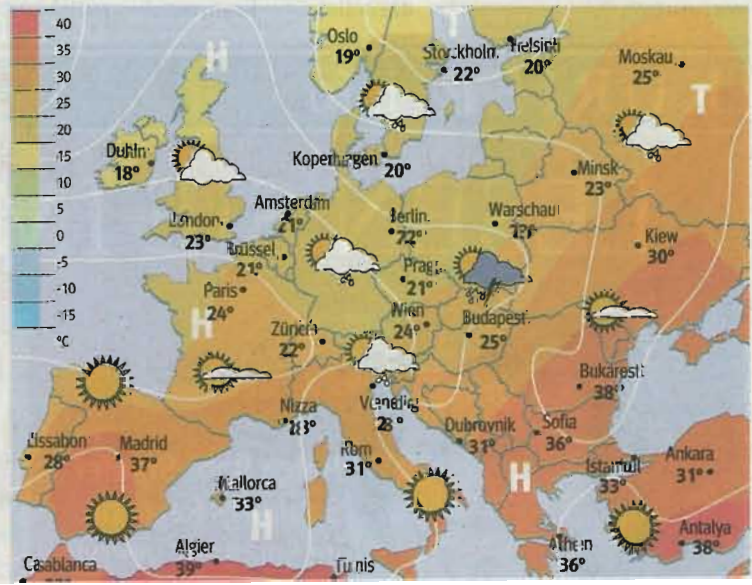 40
35
30
25
20
15
10
5
0
-5
-10
-15
°C
H
T
Oslo
19°
Stockholm
22°
Helsinki
20°
Moskau
25°
T
Dublin
18°
Kopenhagen
20°
Minsk
23°
London
23°
Amsterdam
21°
Berlin
22°
Warschau
Kiew
30°
Brüssel
21°
Prag
21°
Paris
24°
H
Zürich
22°
Wien
24°
Budapest
25°
Bukarest
38°
Nizza
28°
Venedig
28°
Dubrovnik
31°
Sofia
36°
Lissabon
28°
Madrid
37°
Rom
31°
Istanbul
33°
Ankara
31°
Mallorca
33°
H
H
Athen
36°
Antalya
38°
Casablanca
Algier
39°
Tunis